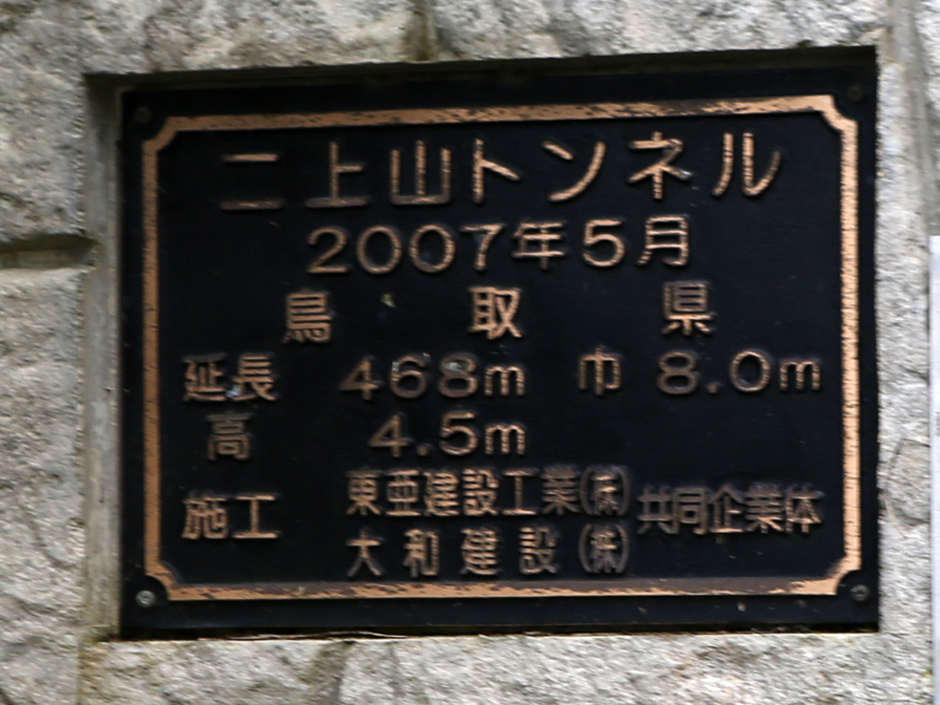 二上山トンネル
2007年5月
鳥取県
延長 468m 巾 8.0m
高 4.5m
施工 東亜建設工業(株) 共同企業体
大和建設(株)